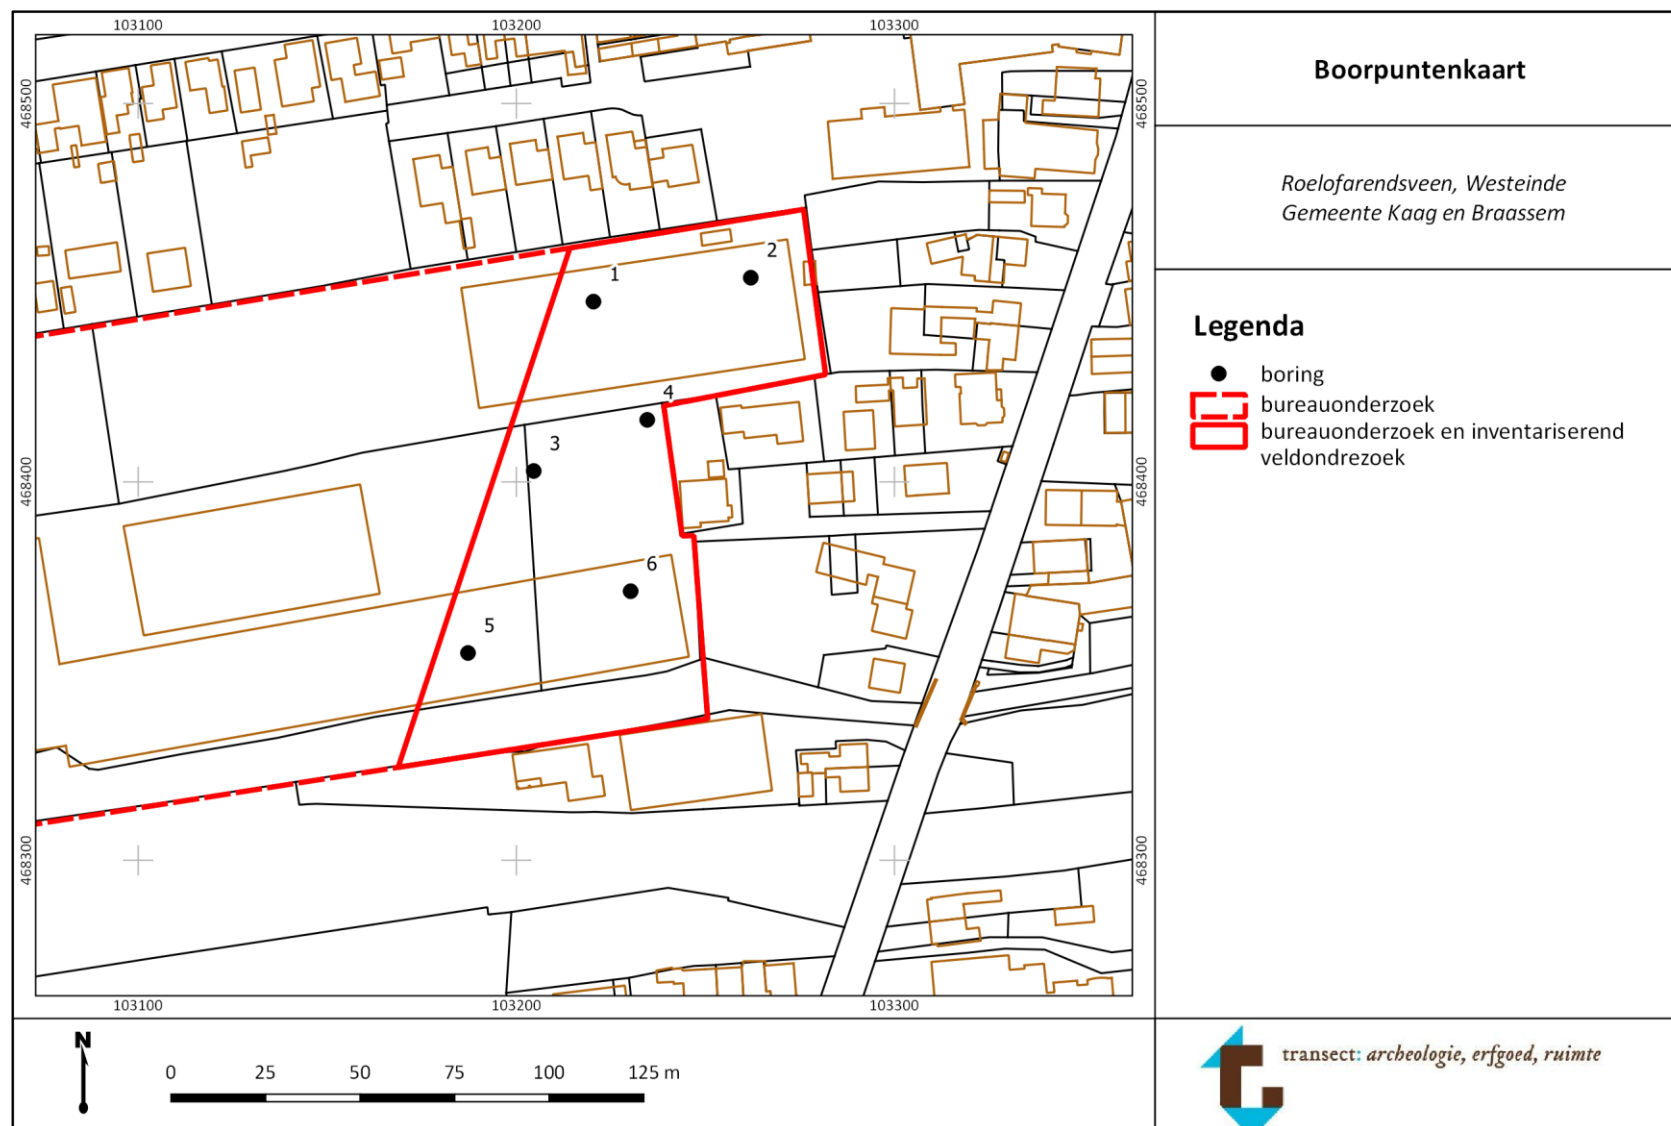 103100 103200 103300
468500 468500
468400 468400
468300 468300
103100 103200 103300
1
2
3
4
5
6
Boorpuntenkaart
Roelofarendsveen, Westeinde
Gemeente Kaag en Braassem
Legenda
boring
bureauonderzoek
bureauonderzoek en inventariserend
veldondrezoek
N
0 25 50 75 100 125 m
transect: archeologie, erfgoed, ruimte